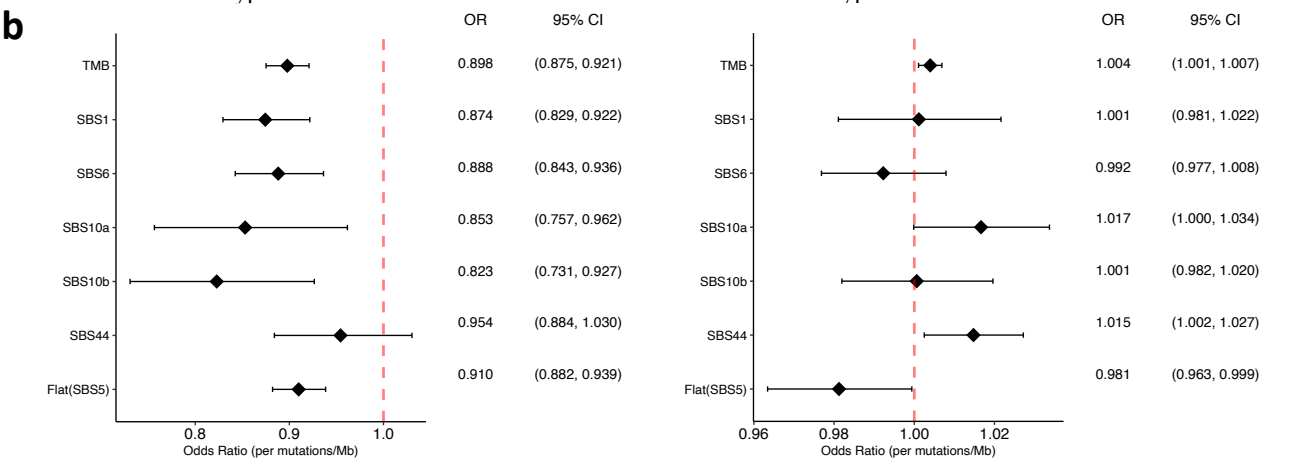 b
OR 95% CI
TMB 0.898 (0.875, 0.921)
SBS1 0.874 (0.829, 0.922)
SBS6 0.888 (0.843, 0.936)
SBS10a 0.853 (0.757, 0.962)
SBS10b 0.823 (0.731, 0.927)
SBS44 0.954 (0.884, 1.030)
Flat(SBS5) 0.910 (0.882, 0.939)
0.8 0.9 1.0
Odds Ratio (per mutations/Mb)
OR 95% CI
TMB 1.004 (1.001, 1.007)
SBS1 1.001 (0.981, 1.022)
SBS6 0.992 (0.977, 1.008)
SBS10a 1.017 (1.000, 1.034)
SBS10b 1.001 (0.982, 1.020)
SBS44 1.015 (1.002, 1.027)
Flat(SBS5) 0.981 (0.963, 0.999)
0.96 0.98 1.00 1.02
Odds Ratio (per mutations/Mb)